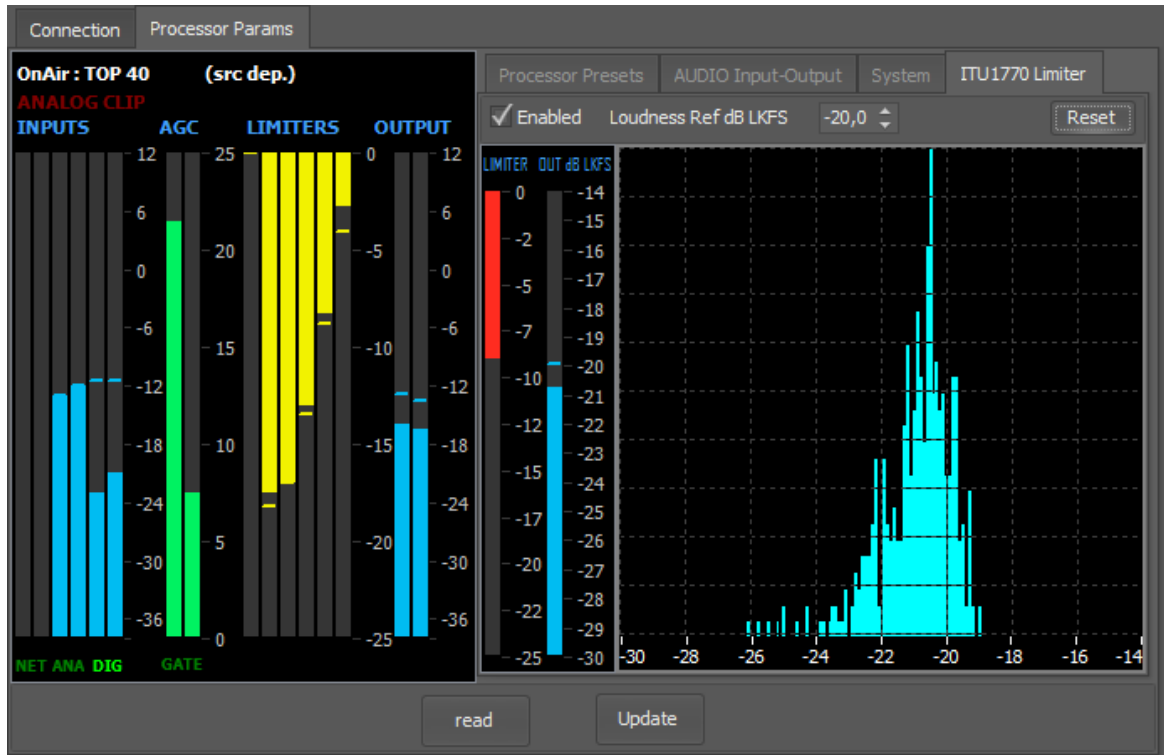 Connection Processor Params
OnAir : TOP 40 (src dep.)
ANALOG CLIP
INPUTS AGC LIMITERS OUTPUT
12 25 0 12
6 20 -5 6
0 15 -10 0
-6 10 -15 -6
-12 5 -20 -12
-18 0 -25 -18
-24 -24
-30 -30
-36 -36
NET ANA DIG GATE
Processor Presets AUDIO Input-Output System ITU1770 Limiter
Enabled Loudness Ref dB LKFS -20,0 Reset
LIMITER OUT dB LKFS
0 -14
-2 -15
-5 -16
-7 -17
-10 -18
-12 -19
-15 -20
-17 -21
-20 -22
-22 -23
-25 -24
-25
-26
-27
-28
-29
-30
-30 -28 -26 -24 -22 -20 -18 -16 -14
read Update